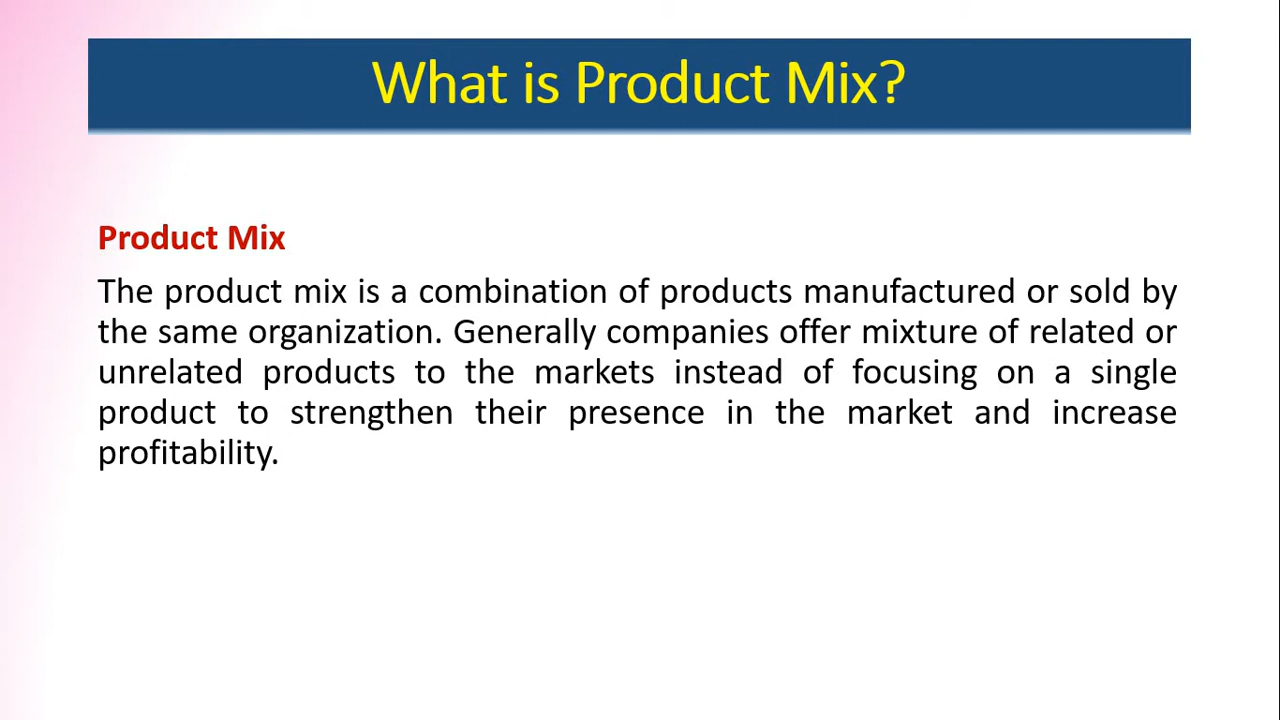 What is Product Mix?
Product Mix
The product mix is a combination of products manufactured or sold by
the same organization. Generally companies offer mixture of related or
unrelated products to the markets instead of focusing on a single
product to strengthen their presence in the market and increase
profitability.